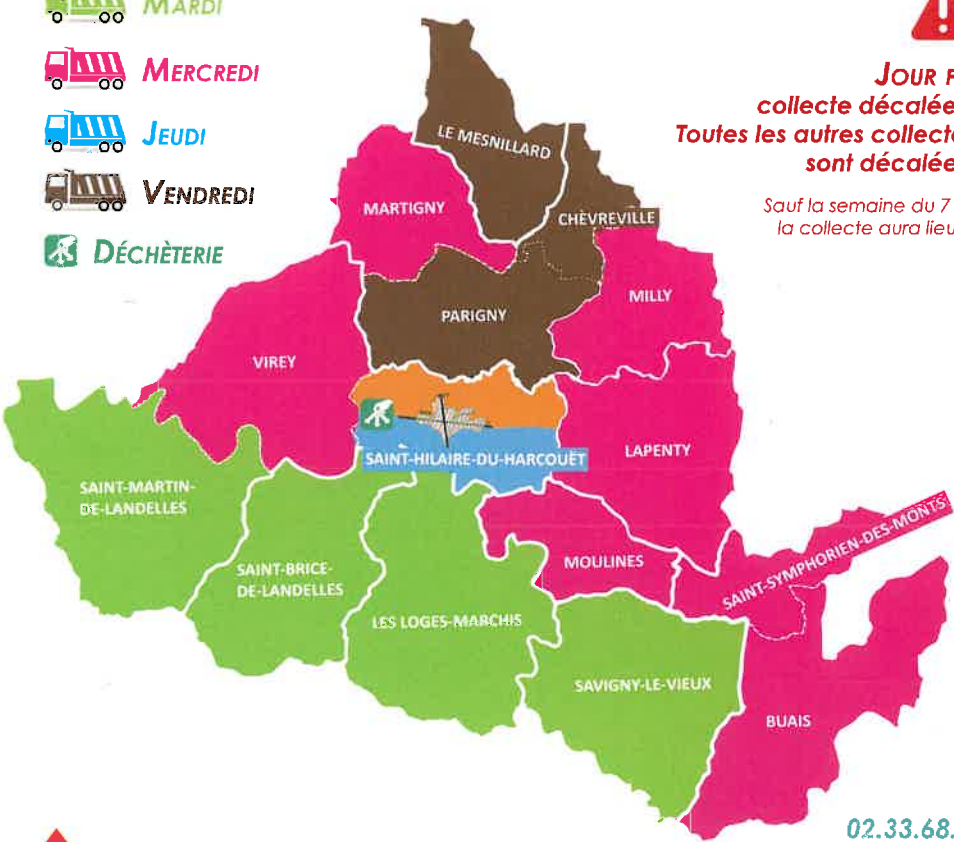 MARDI
MERCREDI
JEUDI
VENDREDI
DÉCHÈTERIE
JOUR F
collecte décalée
Toutes les autres collect
sont décalée
Sauf la semaine du 7
la collecte aura lieu
LE MESNILLARD
MARTIGNY
CHÈVREVILLE
MILLY
PARIGNY
VIREY
SAINT-HILAIRE-DU-HARCOUËT
LAPENTY
SAINT-MARTIN-
DE-LANDELLES
SAINT-SYMPHORIEN-DES-MONTS
MOULINES
SAINT-BRICE-
DE-LANDELLES
LES LOGES-MARCHIS
SAVIGNY-LE-VIEUX
BUAIS
02.33.68.